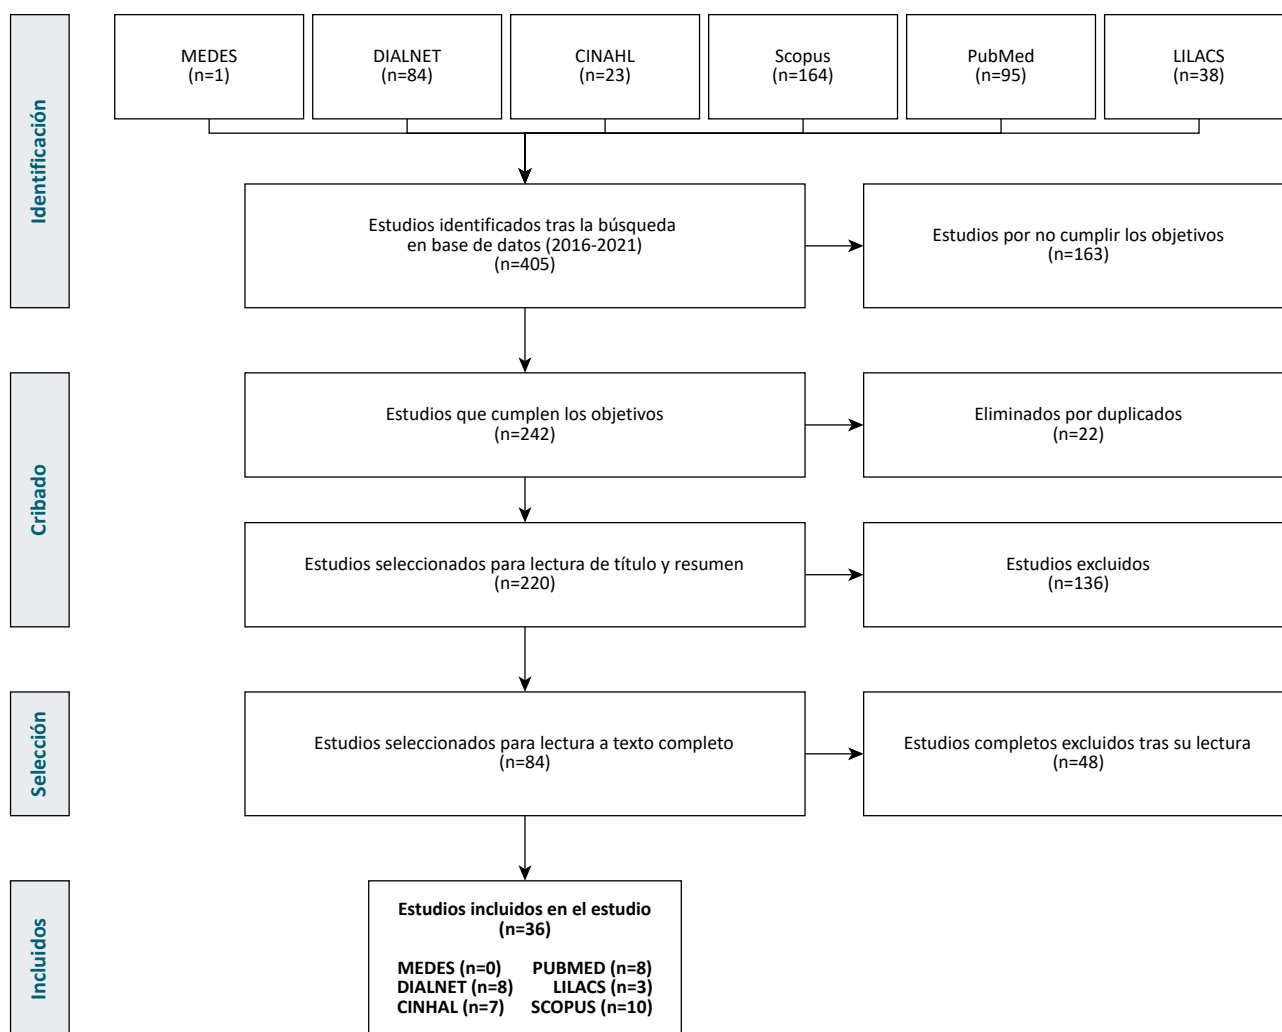 Identificación
MEDES
(n=1)
DIALNET
(n=84)
CINAHL
(n=23)
Scopus
(n=164)
PubMed
(n=95)
LILACS
(n=38)
Estudios identificados tras la búsqueda
en base de datos (2016-2021)
(n=405)
Estudios por no cumplir los objetivos
(n=163)
Cribado
Estudios que cumplen los objetivos
(n=242)
Eliminados por duplicados
(n=22)
Estudios seleccionados para lectura de título y resumen
(n=220)
Estudios excluidos
(n=136)
Selección
Estudios seleccionados para lectura a texto completo
(n=84)
Estudios completos excluidos tras su lectura
(n=48)
Incluidos
Estudios incluidos en el estudio
(n=36)
MEDES (n=0) PUBMED (n=8)
DIALNET (n=8) LILACS (n=3)
CINHAL (n=7) SCOPUS (n=10)